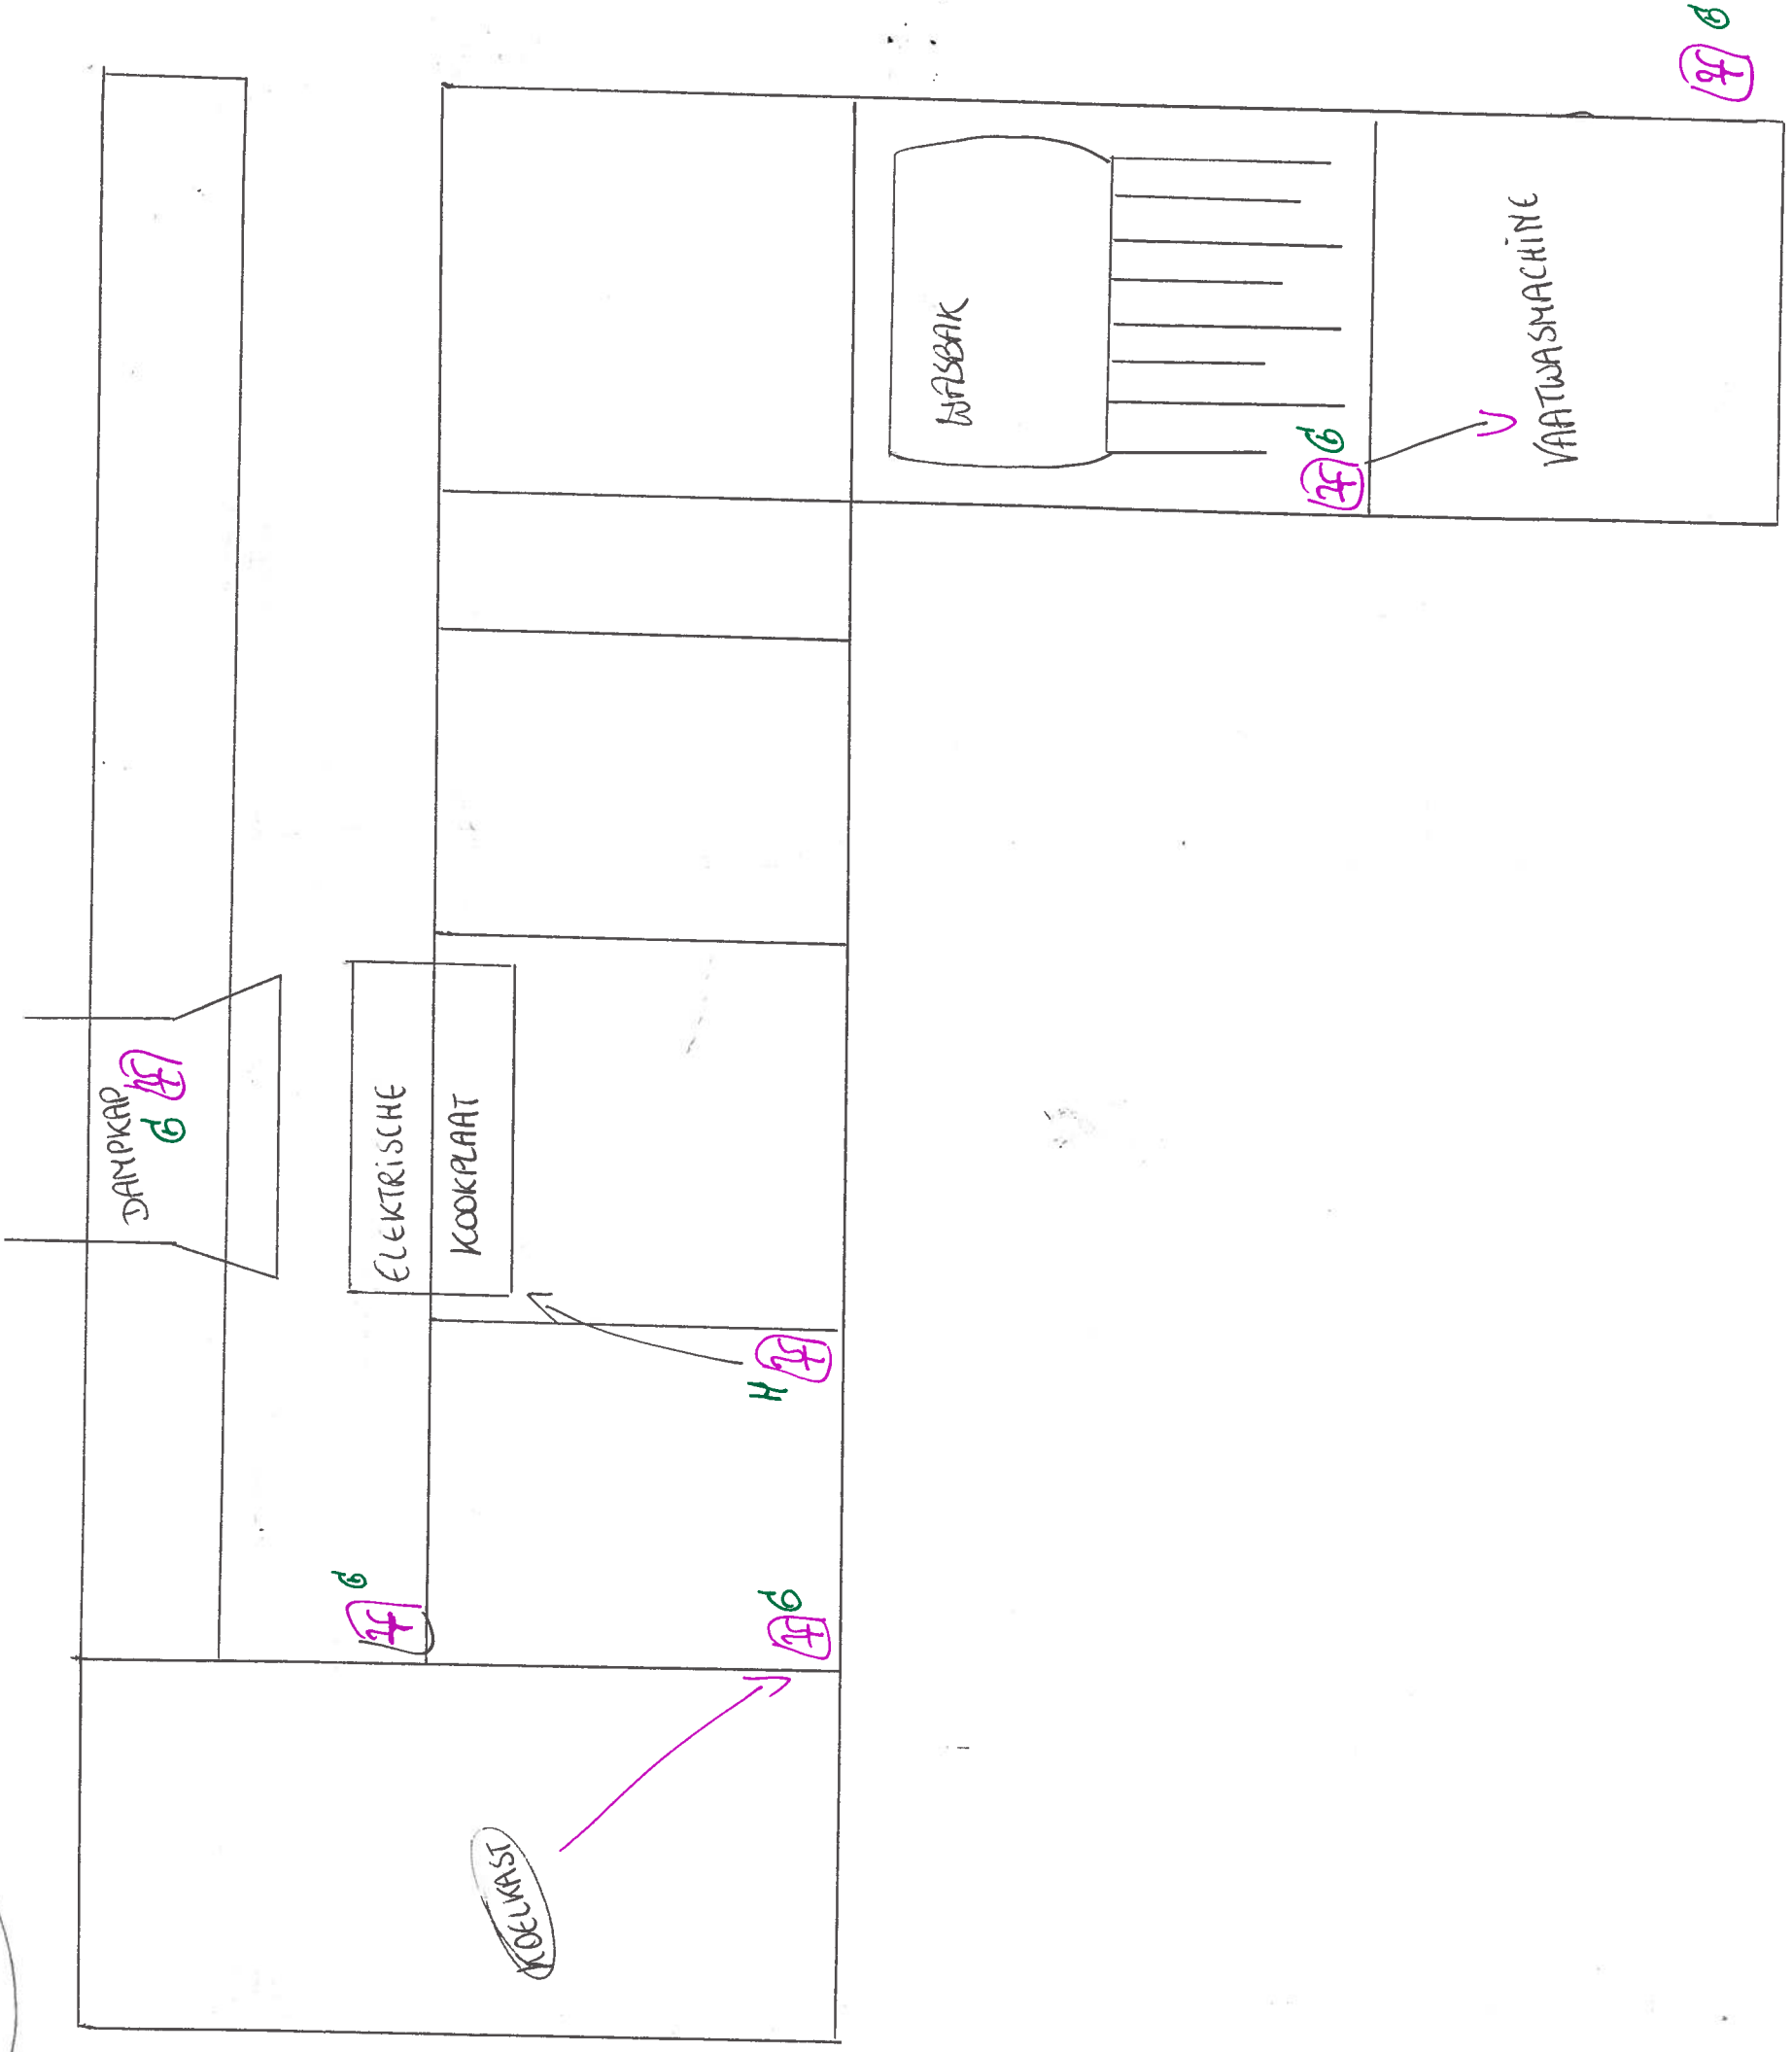 DAMPKAP
G
G
ELEKTRISCHE
KOOKPLAAT
KOELKAST
G
H
WASBAK
G
VAATWASMACHINE
G